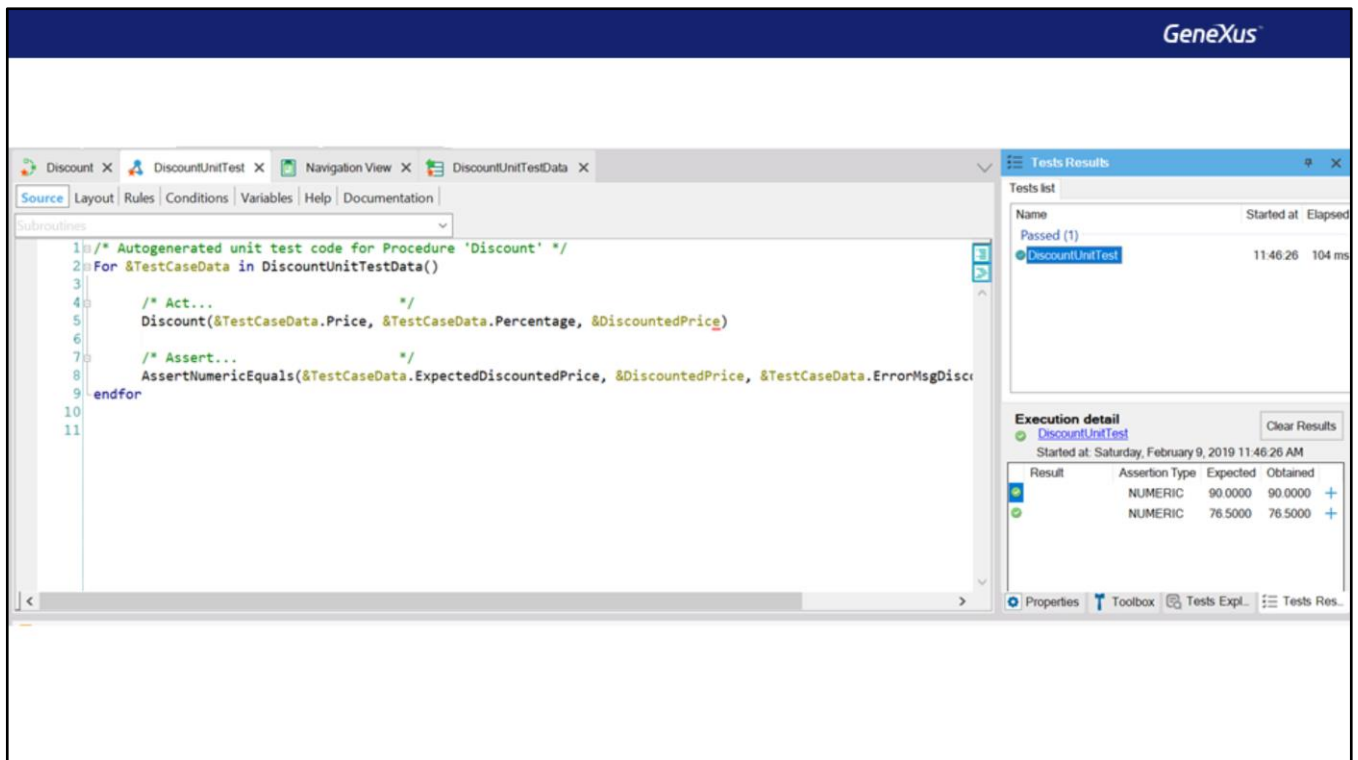 GeneXus™
Discount DiscountUnitTest Navigation View DiscountUnitTestData
Source Layout Rules Conditions Variables Help Documentation
Subroutines
1 /* Autogenerated unit test code for Procedure 'Discount' */
2 For &TestCaseData in DiscountUnitTestData()
3
4 /* Act... */
5 Discount(&TestCaseData.Price, &TestCaseData.Percentage, &DiscountedPrice)
6
7 /* Assert... */
8 AssertNumericEquals(&TestCaseData.ExpectedDiscountedPrice, &DiscountedPrice, &TestCaseData.ErrorMsgDisc
9 endfor
10
11
Tests Results
Tests list
Name Started at Elapsed
Passed (1)
DiscountUnitTest 11:46:26 104 ms
Execution detail
Clear Results
DiscountUnitTest
Started at: Saturday, February 9, 2019 11:46:26 AM
Result Assertion Type Expected Obtained
NUMERIC 90.0000 90.0000 +
NUMERIC 76.5000 76.5000 +
Properties Toolbox Tests Expl... Tests Res...